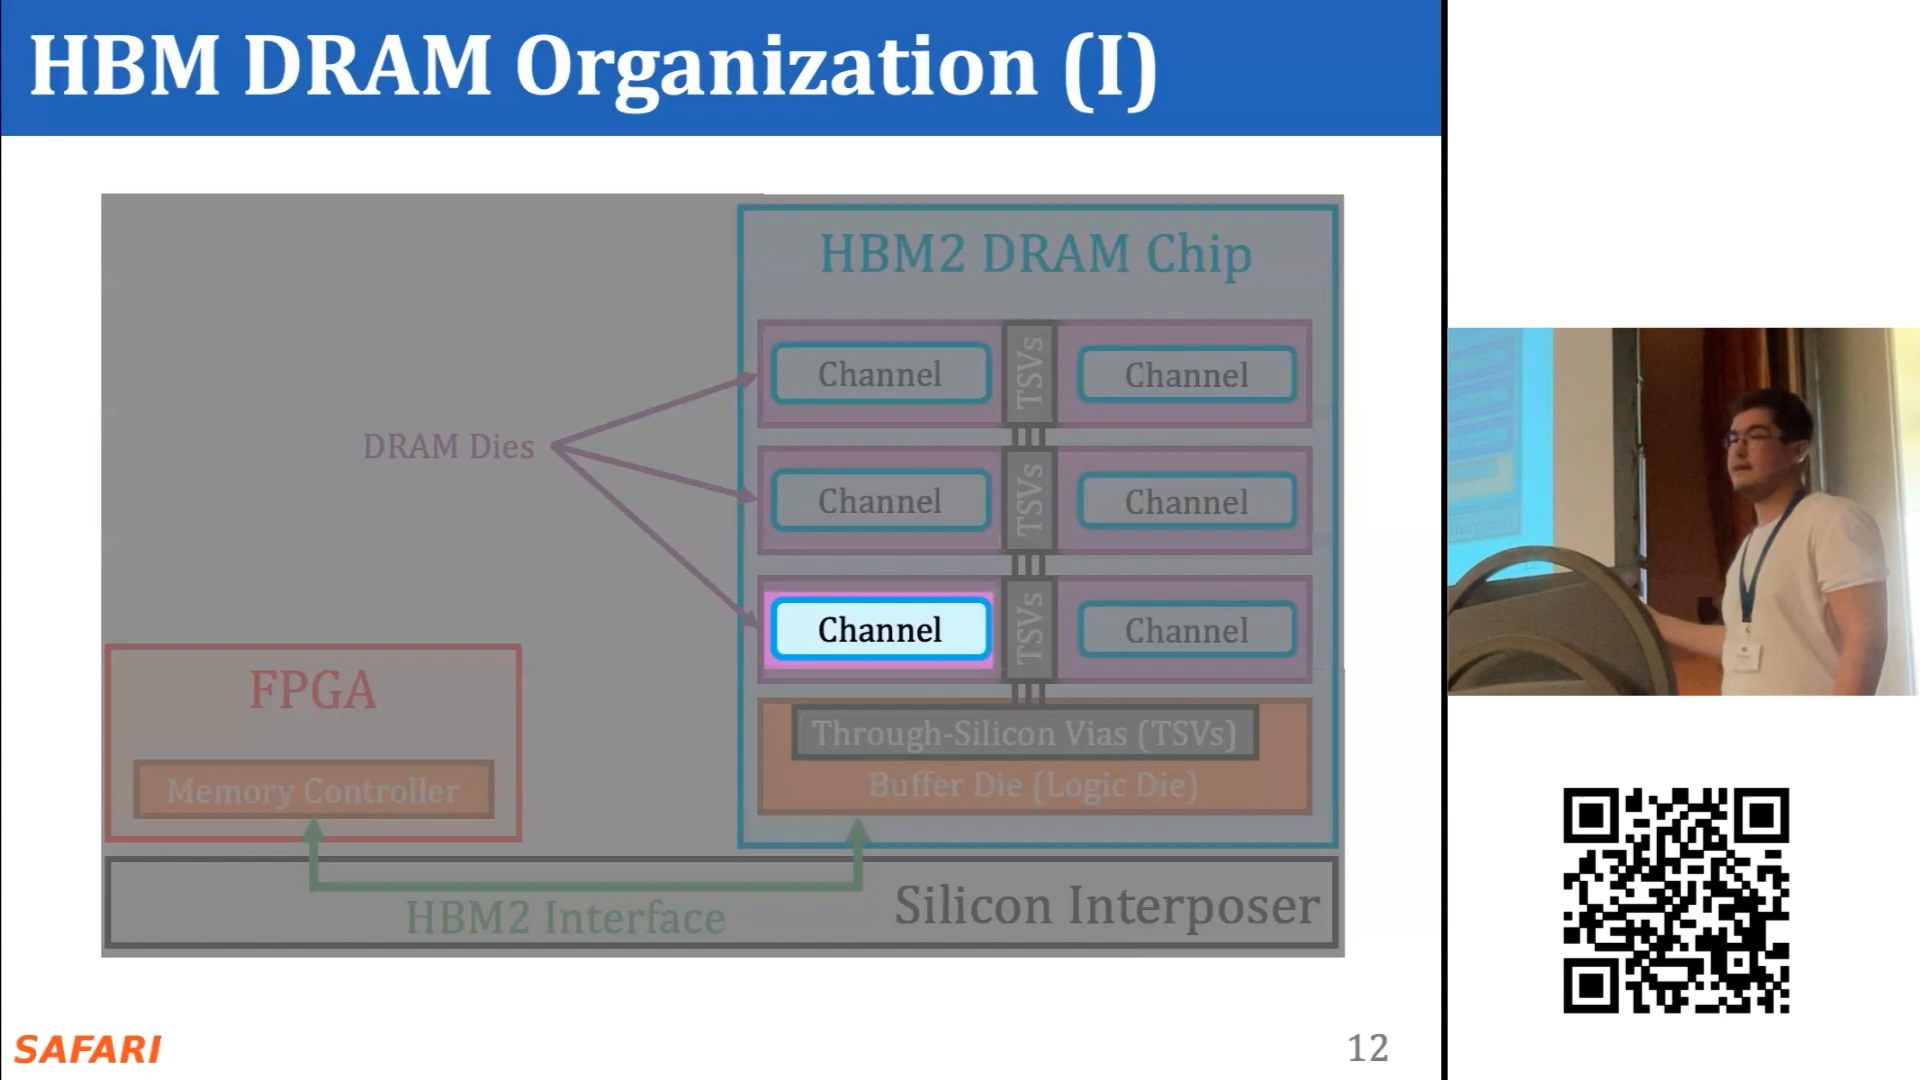 HBM DRAM Organization (I)
HBM2 DRAM Chip
Channel
TSVs
Channel
DRAM Dies
Channel
TSVs
Channel
Channel
TSVs
Channel
FPGA
Memory Controller
Through-Silicon Vias (TSVs)
Buffer Die (Logic Die)
HBM2 Interface
Silicon Interposer
SAFARI
12